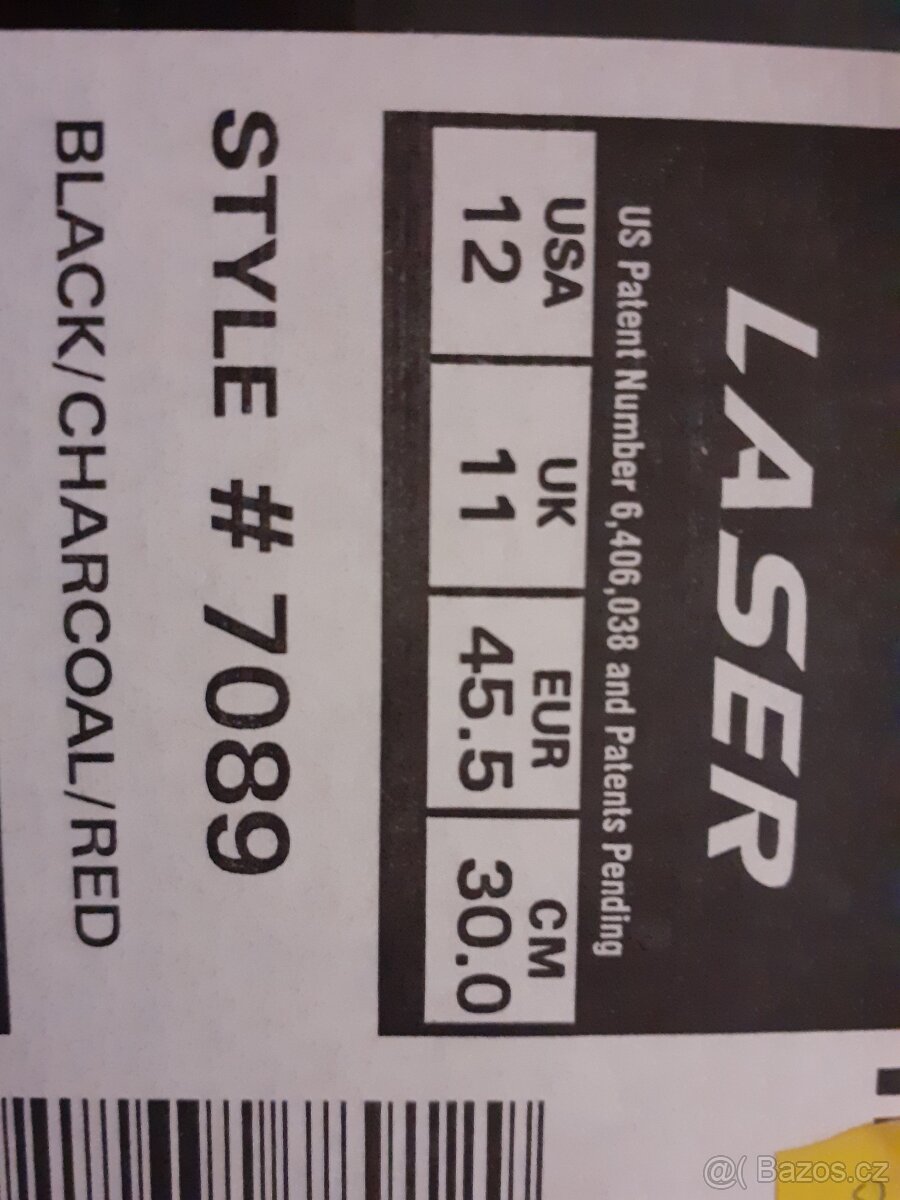 LASER
US Patent Number 6,406,038 and Patents Pending
USA UK EUR CM
12 11 45.5 30.0
STYLE # 7089
BLACK/CHARCOAL/RED
@( Bazos.cz